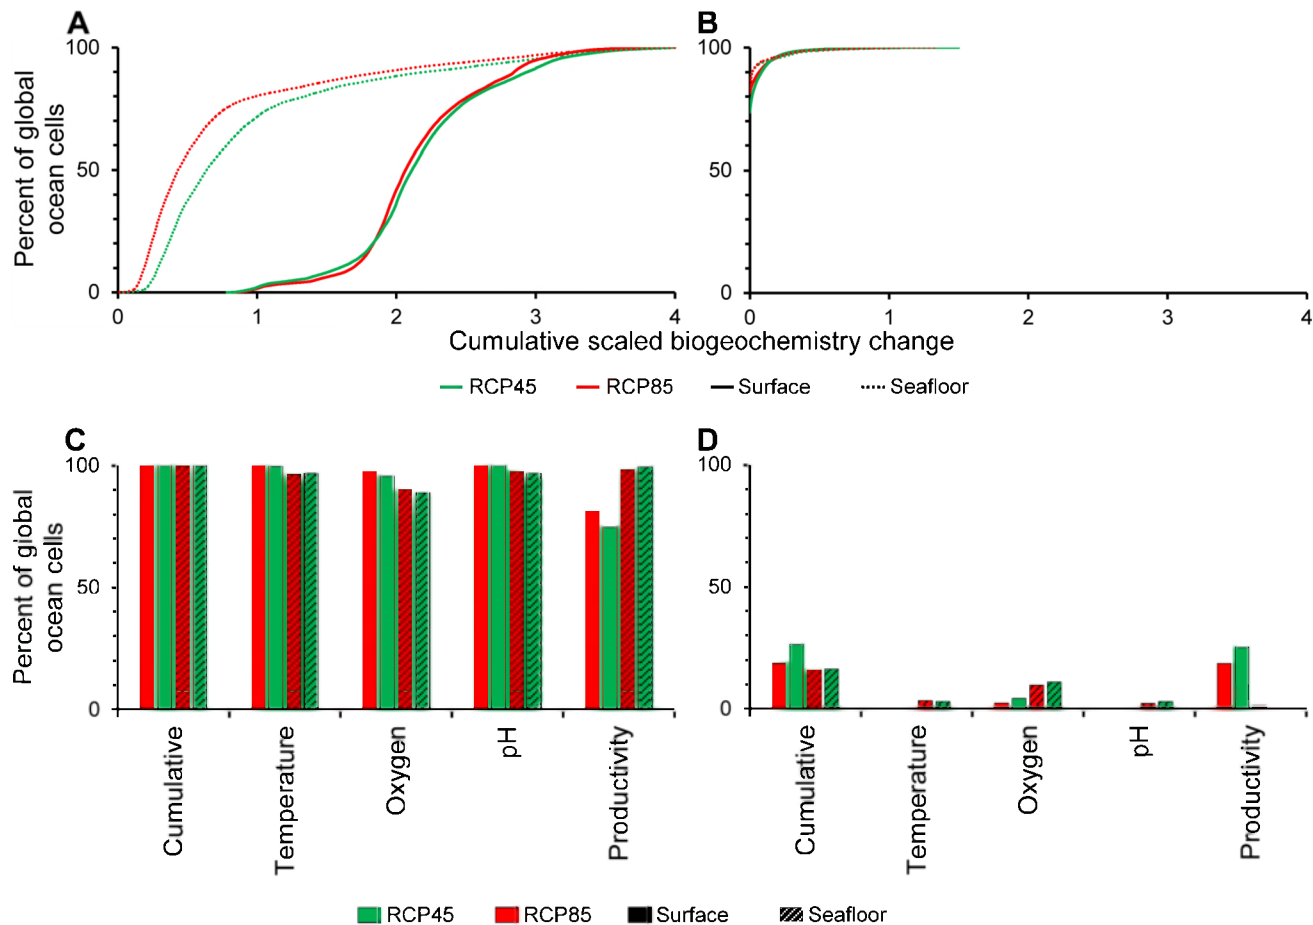 A
B
Percent of global
ocean cells
100
50
0
0
1
2
3
4
100
50
0
0
1
2
3
4
Cumulative scaled biogeochemistry change
RCP45
RCP85
Surface
Seafloor
C
D
Percent of global
ocean cells
100
50
0
Cumulative
Temperature
Oxygen
pH
Productivity
100
50
0
Cumulative
Temperature
Oxygen
pH
Productivity
RCP45
RCP85
Surface
Seafloor